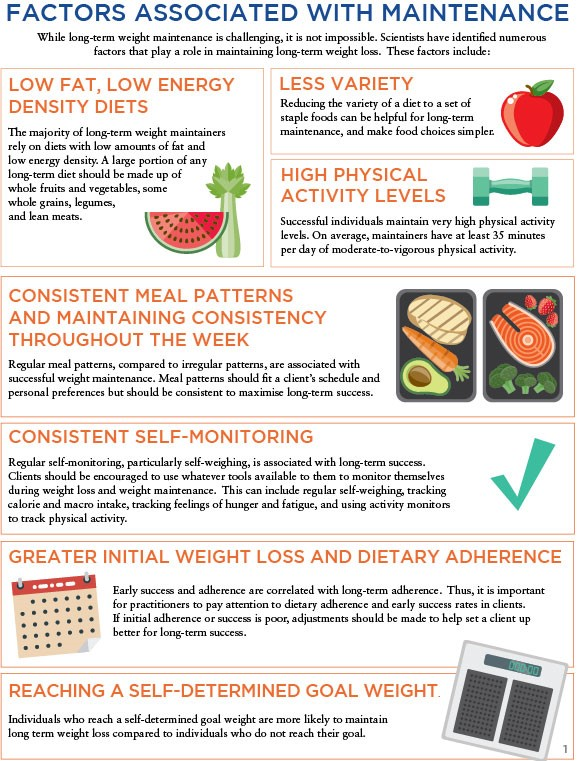 FACTORS ASSOCIATED WITH MAINTENANCE
While long-term weight maintenance is challenging, it is not impossible. Scientists have identified numerous
factors that play a role in maintaining long-term weight loss. These factors include:
LOW FAT, LOW ENERGY
DENSITY DIETS
The majority of long-term weight maintainers
rely on diets with low amounts of fat and
low energy density. A large portion of any
long-term diet should be made up of
whole fruits and vegetables, some
whole grains, legumes,
and lean meats.
LESS VARIETY
Reducing the variety of a diet to a set of
staple foods can be helpful for long-term
maintenance, and make food choices simpler.
HIGH PHYSICAL
ACTIVITY LEVELS
Successful individuals maintain very high physical activity
levels. On average, maintainers have at least 35 minutes
per day of moderate-to-vigorous physical activity.
CONSISTENT MEAL PATTERNS
AND MAINTAINING CONSISTENCY
THROUGHOUT THE WEEK
Regular meal patterns, compared to irregular patterns, are associated with
successful weight maintenance. Meal patterns should fit a client's schedule and
personal preferences but should be consistent to maximise long-term success.
CONSISTENT SELF-MONITORING
Regular self-monitoring, particularly self-weighing, is associated with long-term success.
Clients should be encouraged to use whatever tools available to them to monitor themselves
during weight loss and weight maintenance. This can include regular self-weighing, tracking
calorie and macro intake, tracking feelings of hunger and fatigue, and using activity monitors
to track physical activity.
GREATER INITIAL WEIGHT LOSS AND DIETARY ADHERENCE
Early success and adherence are correlated with long-term adherence. Thus, it is important
for practitioners to pay attention to dietary adherence and early success rates in clients.
If initial adherence or success is poor, adjustments should be made to help set a client up
better for long-term success.
REACHING A SELF-DETERMINED GOAL WEIGHT.
Individuals who reach a self-determined goal weight are more likely to maintain
long term weight loss compared to individuals who do not reach their goal.
1